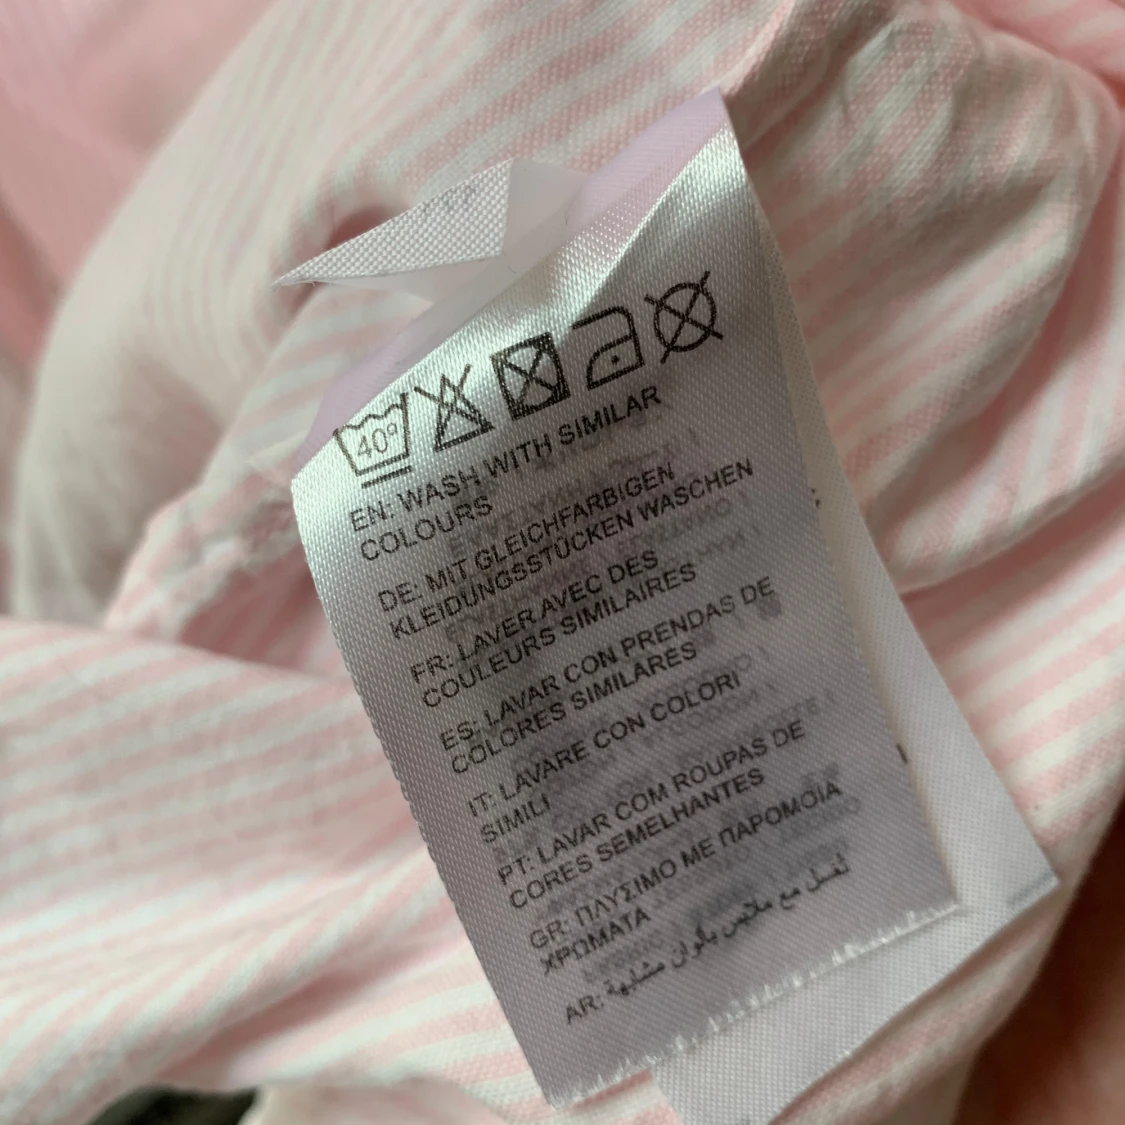 40°
EN: WASH WITH SIMILAR
COLOURS
DE: MIT GLEICHFARBIGEN
KLEIDUNGSSTÜCKEN WASCHEN
FR: LAVER AVEC DES
COULEURS SIMILAIRES
ES: LAVAR CON PRENDAS DE
COLORES SIMILARES
IT: LAVARE CON COLORI
SIMILI
PT: LAVAR COM ROUPAS DE
CORES SEMELHANTES
GR: ΠΛΥΣΙΜΟ ΜΕ ΠΑΡΟΜΟΙΑ
ΧΡΩΜΑΤΑ
AR: تغسل مع ملابس بألوان مشابهة